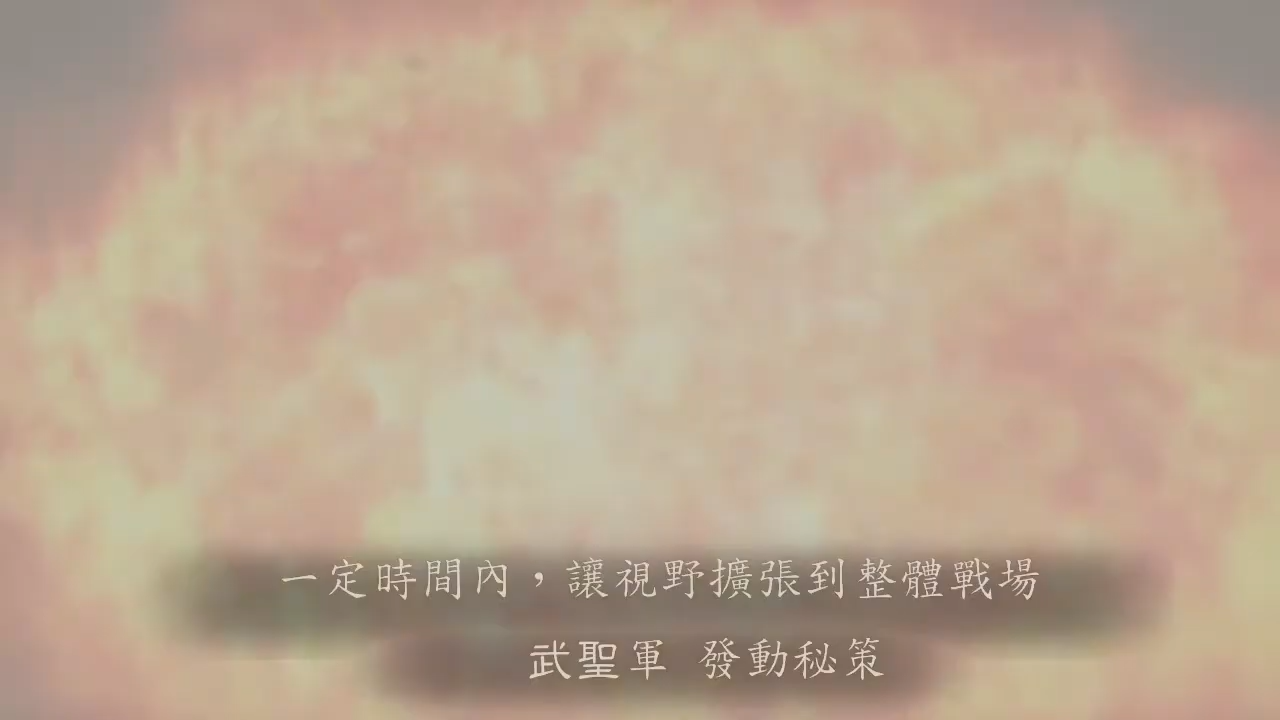 一定時間內，讓視野擴張到整體戰場
武聖軍 發動秘策